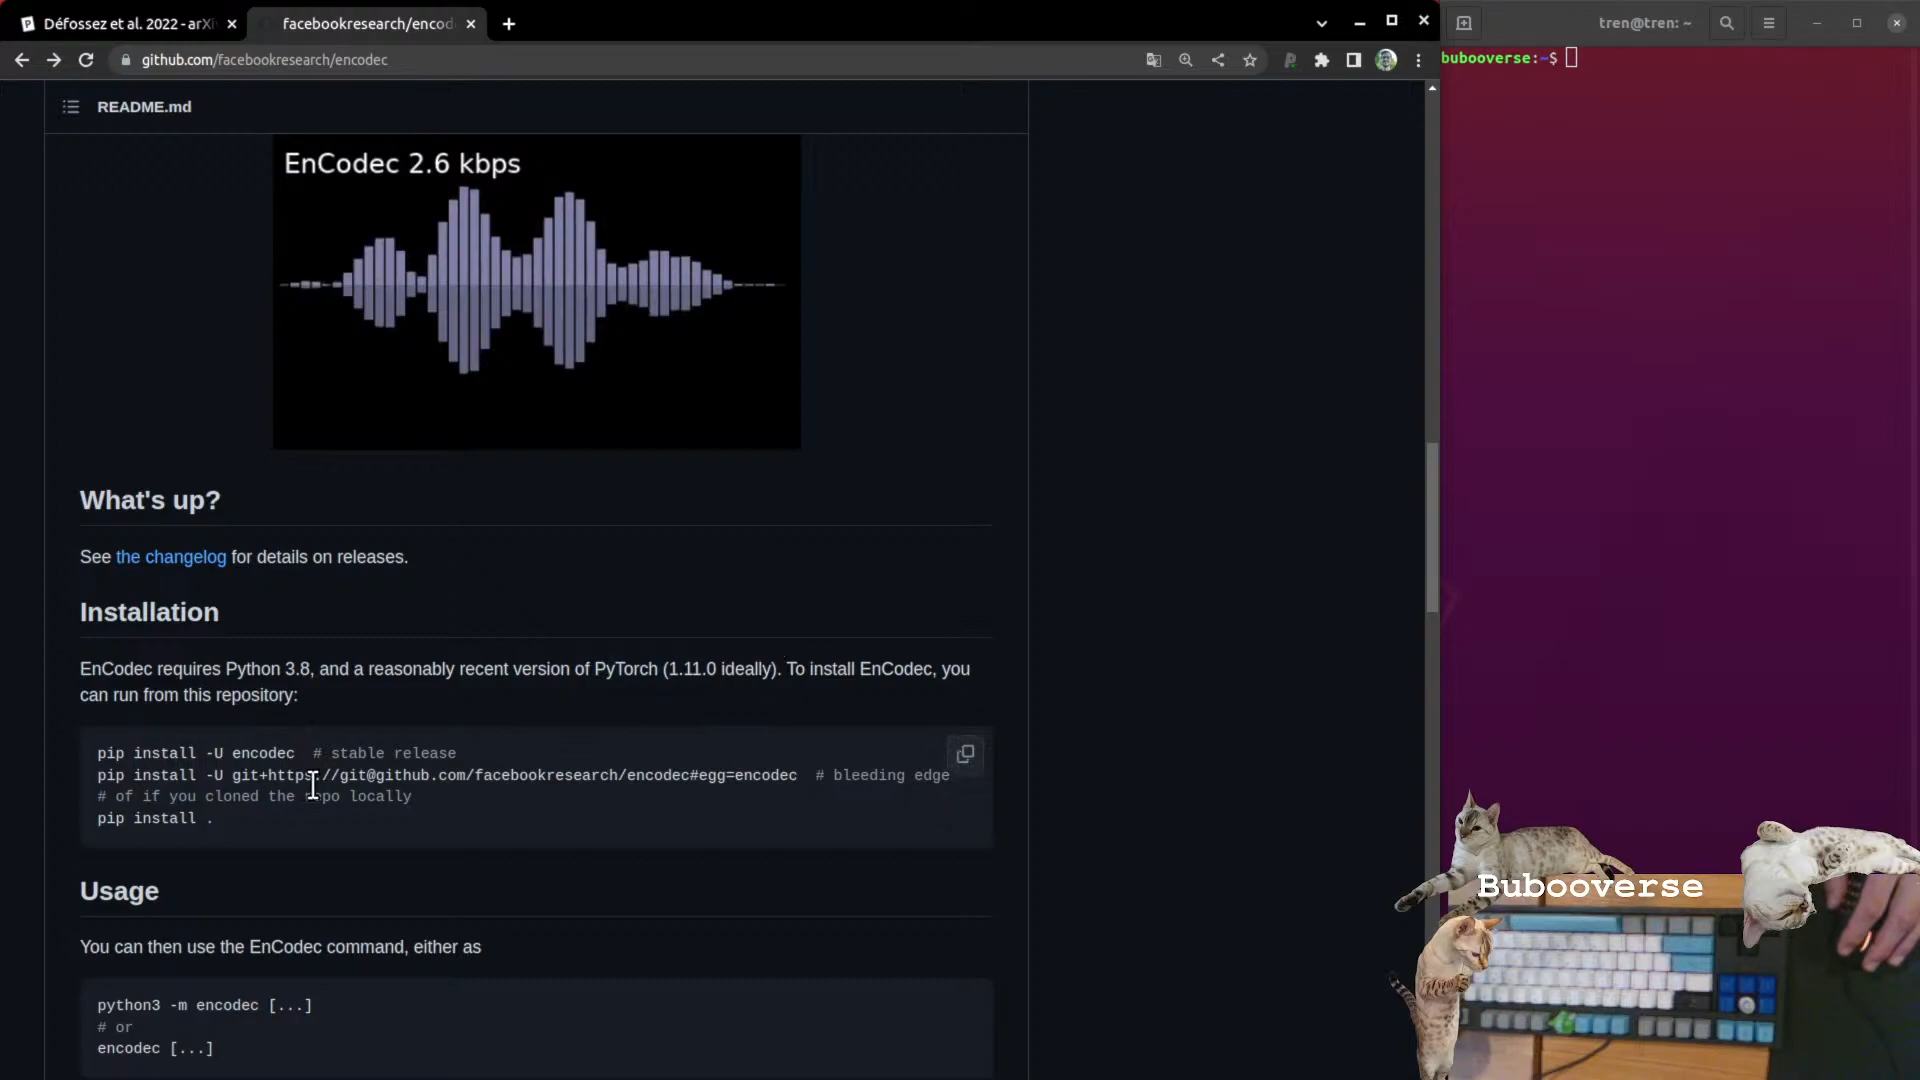 Défossez et al. 2022 - arXi
facebookresearch/encod
tren@tren: ~
github.com/facebookresearch/encodec
bubooverse:~$
README.md
EnCodec 2.6 kbps
What's up?
See the changelog for details on releases.
Installation
EnCodec requires Python 3.8, and a reasonably recent version of PyTorch (1.11.0 ideally). To install EnCodec, you
can run from this repository:
pip install -U encodec  # stable release
pip install -U git+https://git@github.com/facebookresearch/encodec#egg=encodec  # bleeding edge
# of if you cloned the repo locally
pip install .
Usage
You can then use the EnCodec command, either as
python3 -m encodec [...]
# or
encodec [...]
Bubooverse